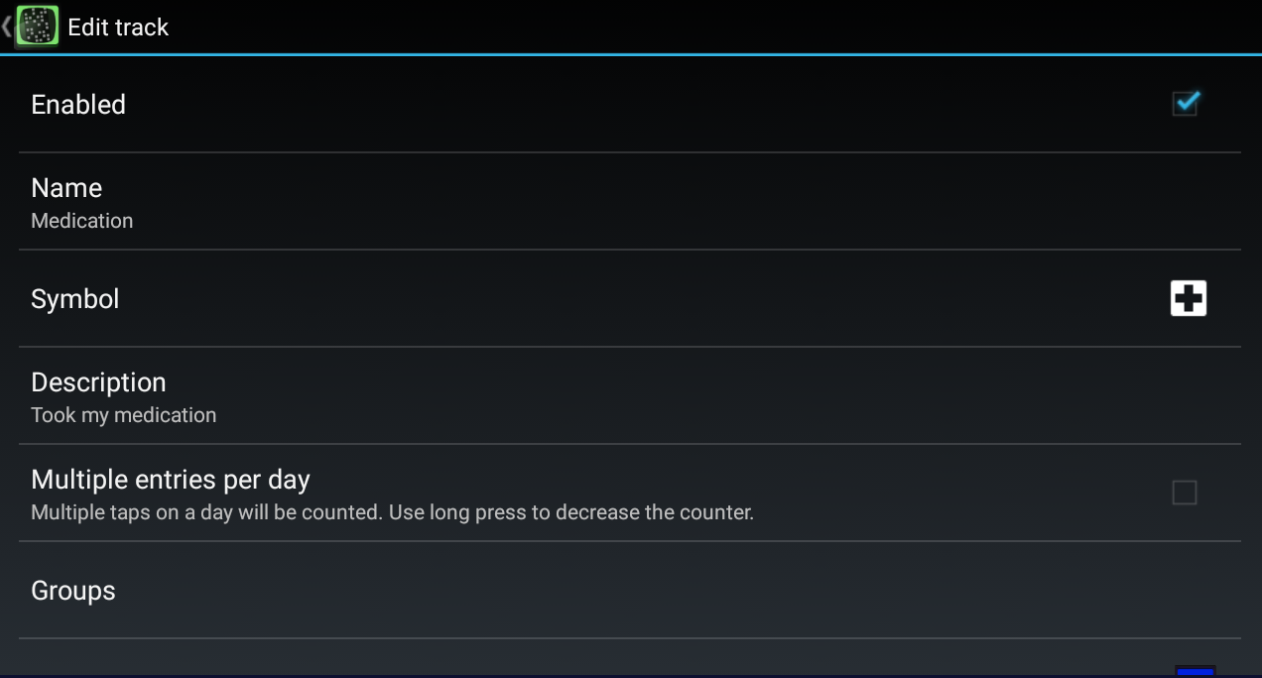 Edit track
Enabled
Name
Medication
Symbol
Description
Took my medication
Multiple entries per day
Multiple taps on a day will be counted. Use long press to decrease the counter.
Groups